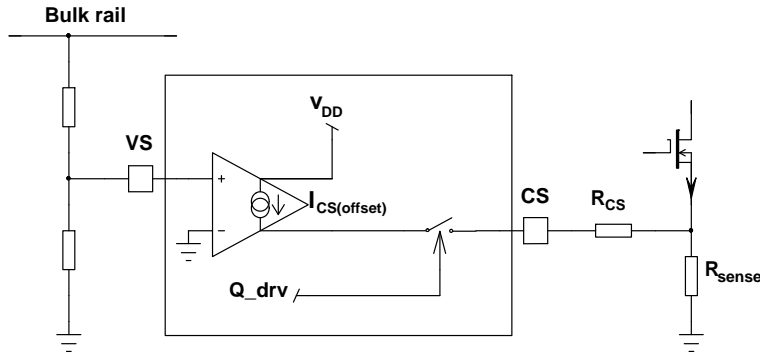 Bulk rail
VDD
VS
+
ICS(offset)
CS
RCS
−
Rsense
Q_drv